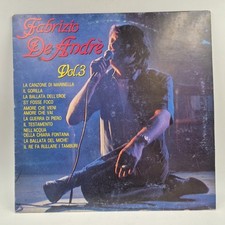 Fabrizio
De Andrè
Vol.3
LA CANZONE DI MARINELLA
IL GORILLA
LA BALLATA DELL'EROE
S'I' FOSSE FOCO
AMORE CHE VIENI
AMORE CHE VAI
LA GUERRA DI PIERO
IL TESTAMENTO
NELL'ACQUA
DELLA CHIARA FONTANA
LA BALLATA DEL MICHE'
IL RE FA RULLARE I TAMBURI